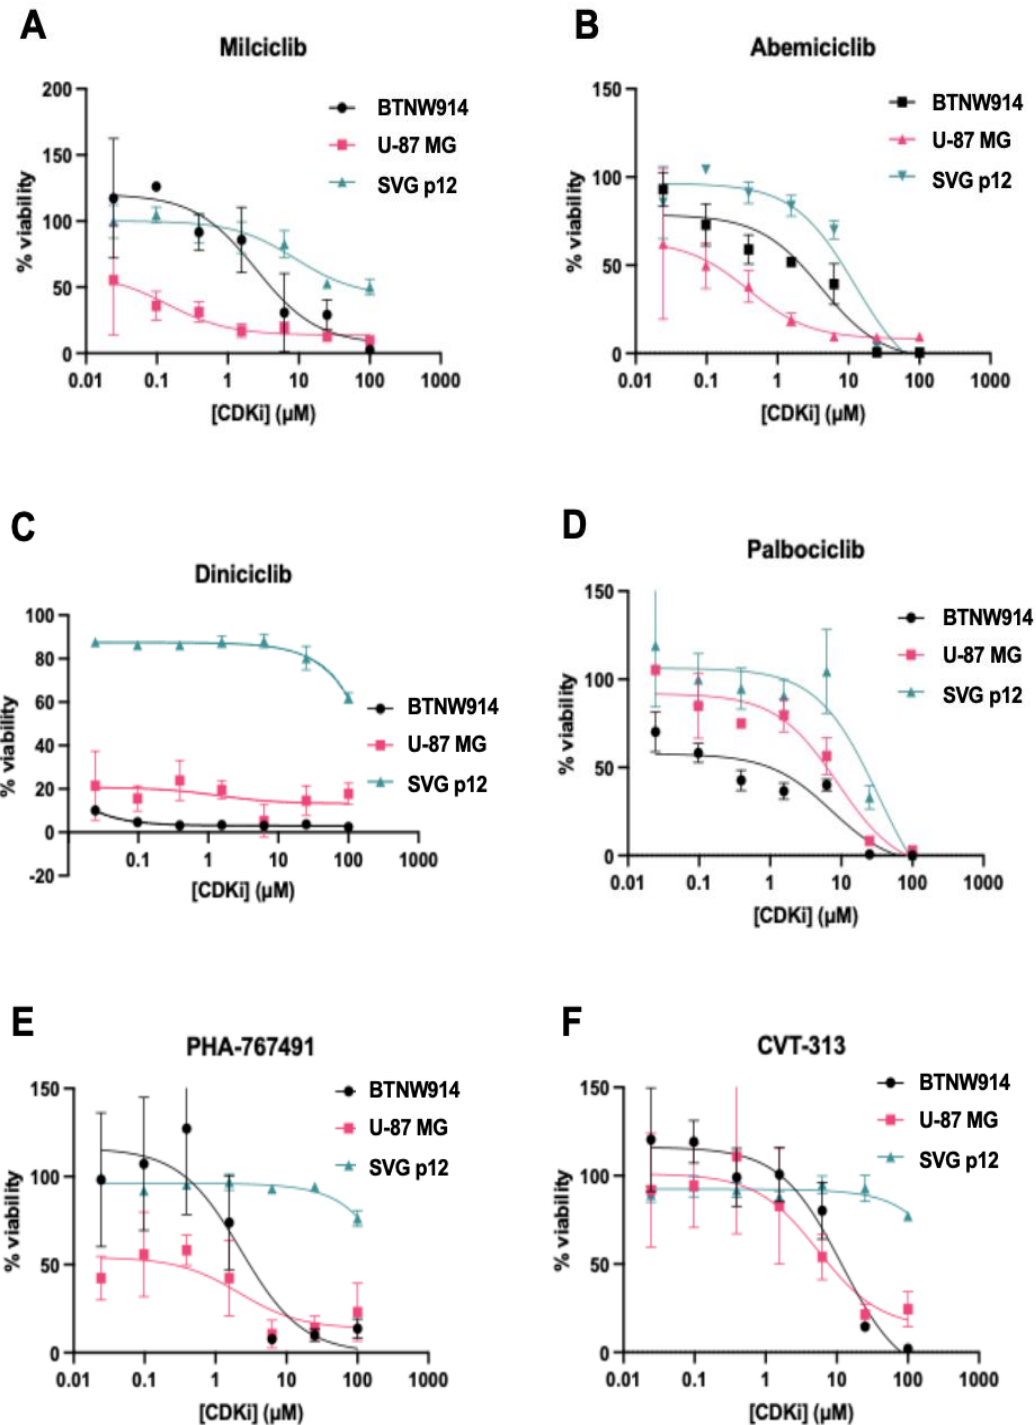 A
Milciclib
200
150
100
50
0
% viability
0.01 0.1 1 10 100 1000
[CDKi] (µM)
BTNW914
U-87 MG
SVG p12
B
Abemiciclib
150
100
50
0
% viability
0.01 0.1 1 10 100 1000
[CDKi] (µM)
BTNW914
U-87 MG
SVG p12
C
Diniciclib
100
80
60
40
20
0
-20
% viability
0.1 1 10 100 1000
[CDKi] (µM)
BTNW914
U-87 MG
SVG p12
D
Palbociclib
150
100
50
0
% viability
0.01 0.1 1 10 100 1000
[CDKi] (µM)
BTNW914
U-87 MG
SVG p12
E
PHA-767491
150
100
50
0
% viability
0.01 0.1 1 10 100 1000
[CDKi] (µM)
BTNW914
U-87 MG
SVG p12
F
CVT-313
150
100
50
0
% viability
0.01 0.1 1 10 100 1000
[CDKi] (µM)
BTNW914
U-87 MG
SVG p12